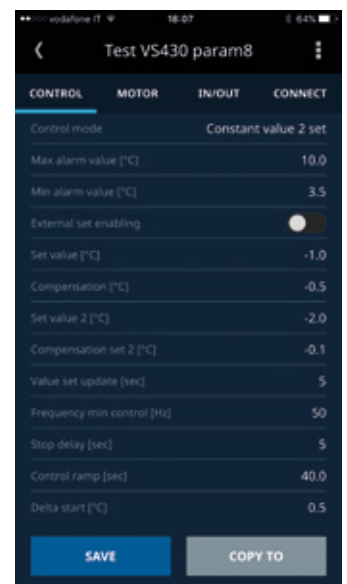 vodafone IT 18:07 64%
Test VS430 param8
CONTROL MOTOR IN/OUT CONNECT
Control mode Constant value 2 set
Max alarm value [°C] 10.0
Min alarm value [°C] 3.5
External set enabling
Set value [°C] -1.0
Compensation [°C] -0.5
Set value 2 [°C] -2.0
Compensation set 2 [°C] -0.1
Value set update [sec] 5
Frequency min control [Hz] 50
Stop delay [sec] 5
Control ramp [sec] 40.0
Delta start [°C] 0.5
SAVE COPY TO